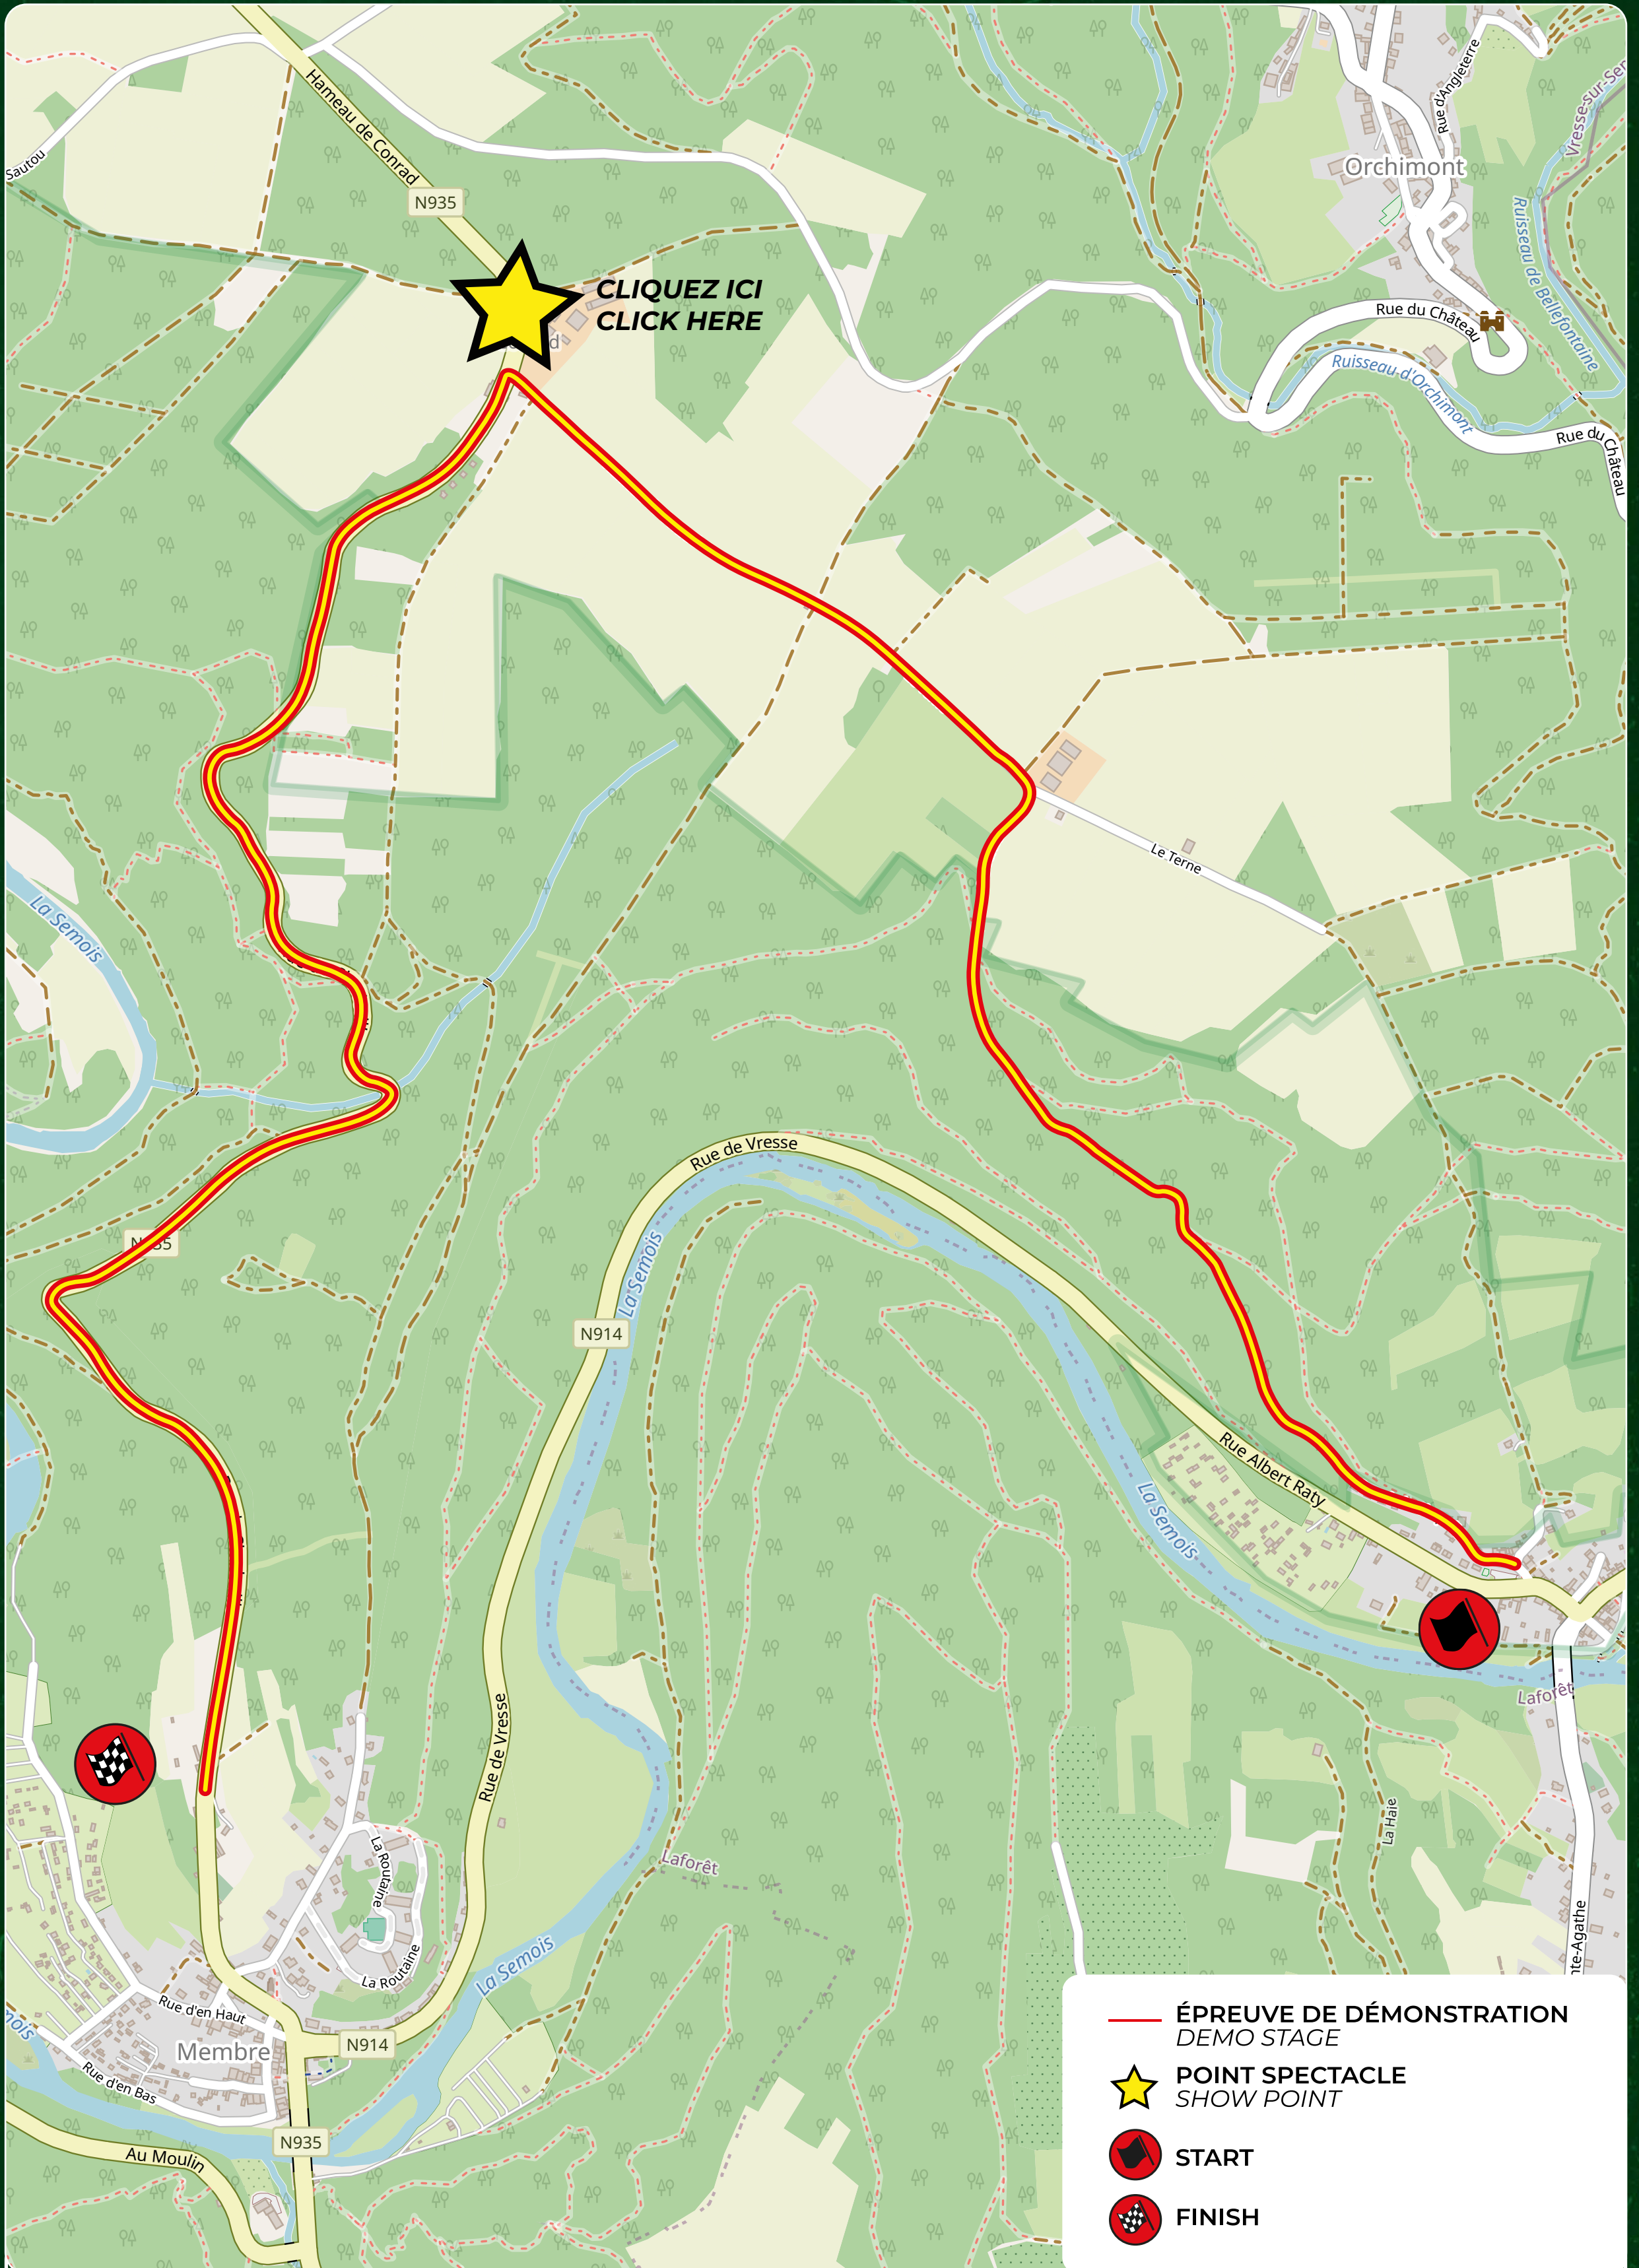 Sautou
Hameau de Conrad
N935
Rue d'Angleterre
Orchimont
Ruisseau de Bellefontaine
CLIQUEZ ICI
CLICK HERE
Rue du Château
Ruisseau d'Orchimont
Rue du Château
Le Terne
La Semois
Rue de Vresse
La Semois
N914
Rue Albert Raty
La Semois
Laforêt
Rue de Vresse
La Haie
La Routaine
Laforêt
La Semois
La Routaine
Rue d'en Haut
Membre
N914
Rue d'en Bas
N935
Au Moulin
ÉPREUVE DE DÉMONSTRATION
DEMO STAGE
POINT SPECTACLE
SHOW POINT
START
FINISH